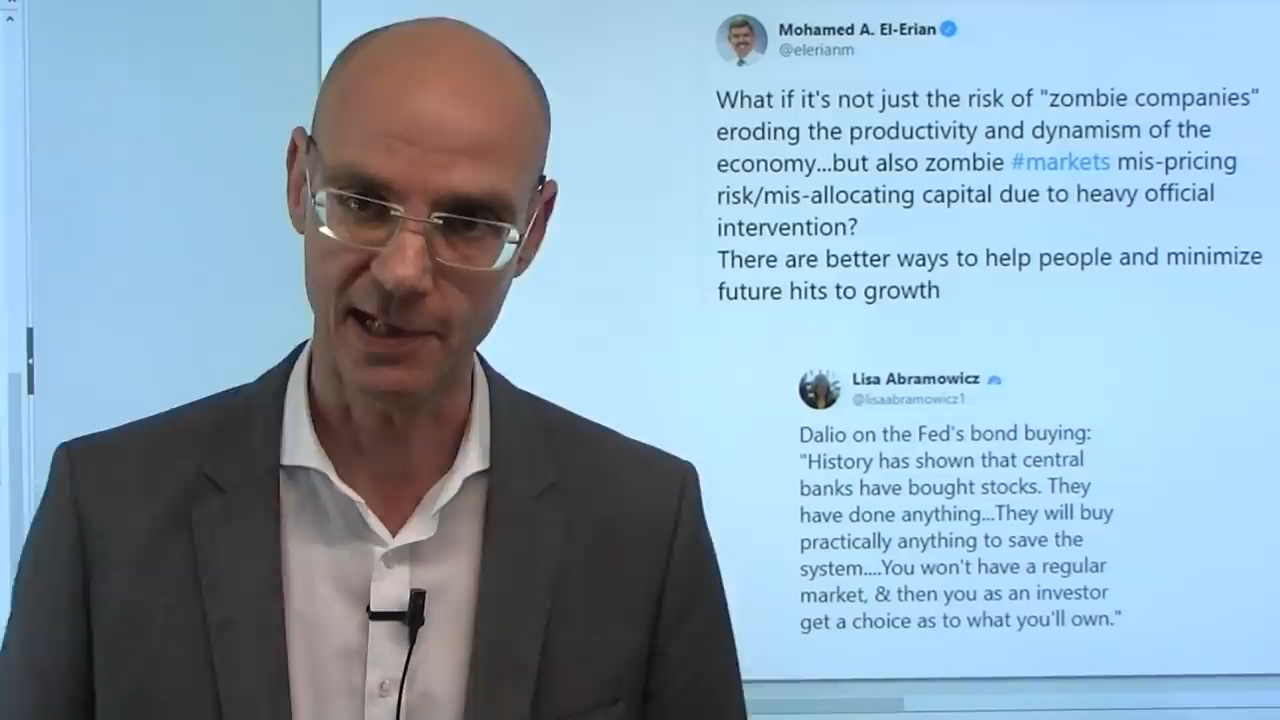 Mohamed A. El-Erian
@elerianm
What if it's not just the risk of "zombie companies"
eroding the productivity and dynamism of the
economy...but also zombie #markets mis-pricing
risk/mis-allocating capital due to heavy official
intervention?
There are better ways to help people and minimize
future hits to growth
Lisa Abramowicz
@lisaabramowicz1
Dalio on the Fed's bond buying:
"History has shown that central
banks have bought stocks. They
have done anything...They will buy
practically anything to save the
system....You won't have a regular
market, & then you as an investor
get a choice as to what you'll own."